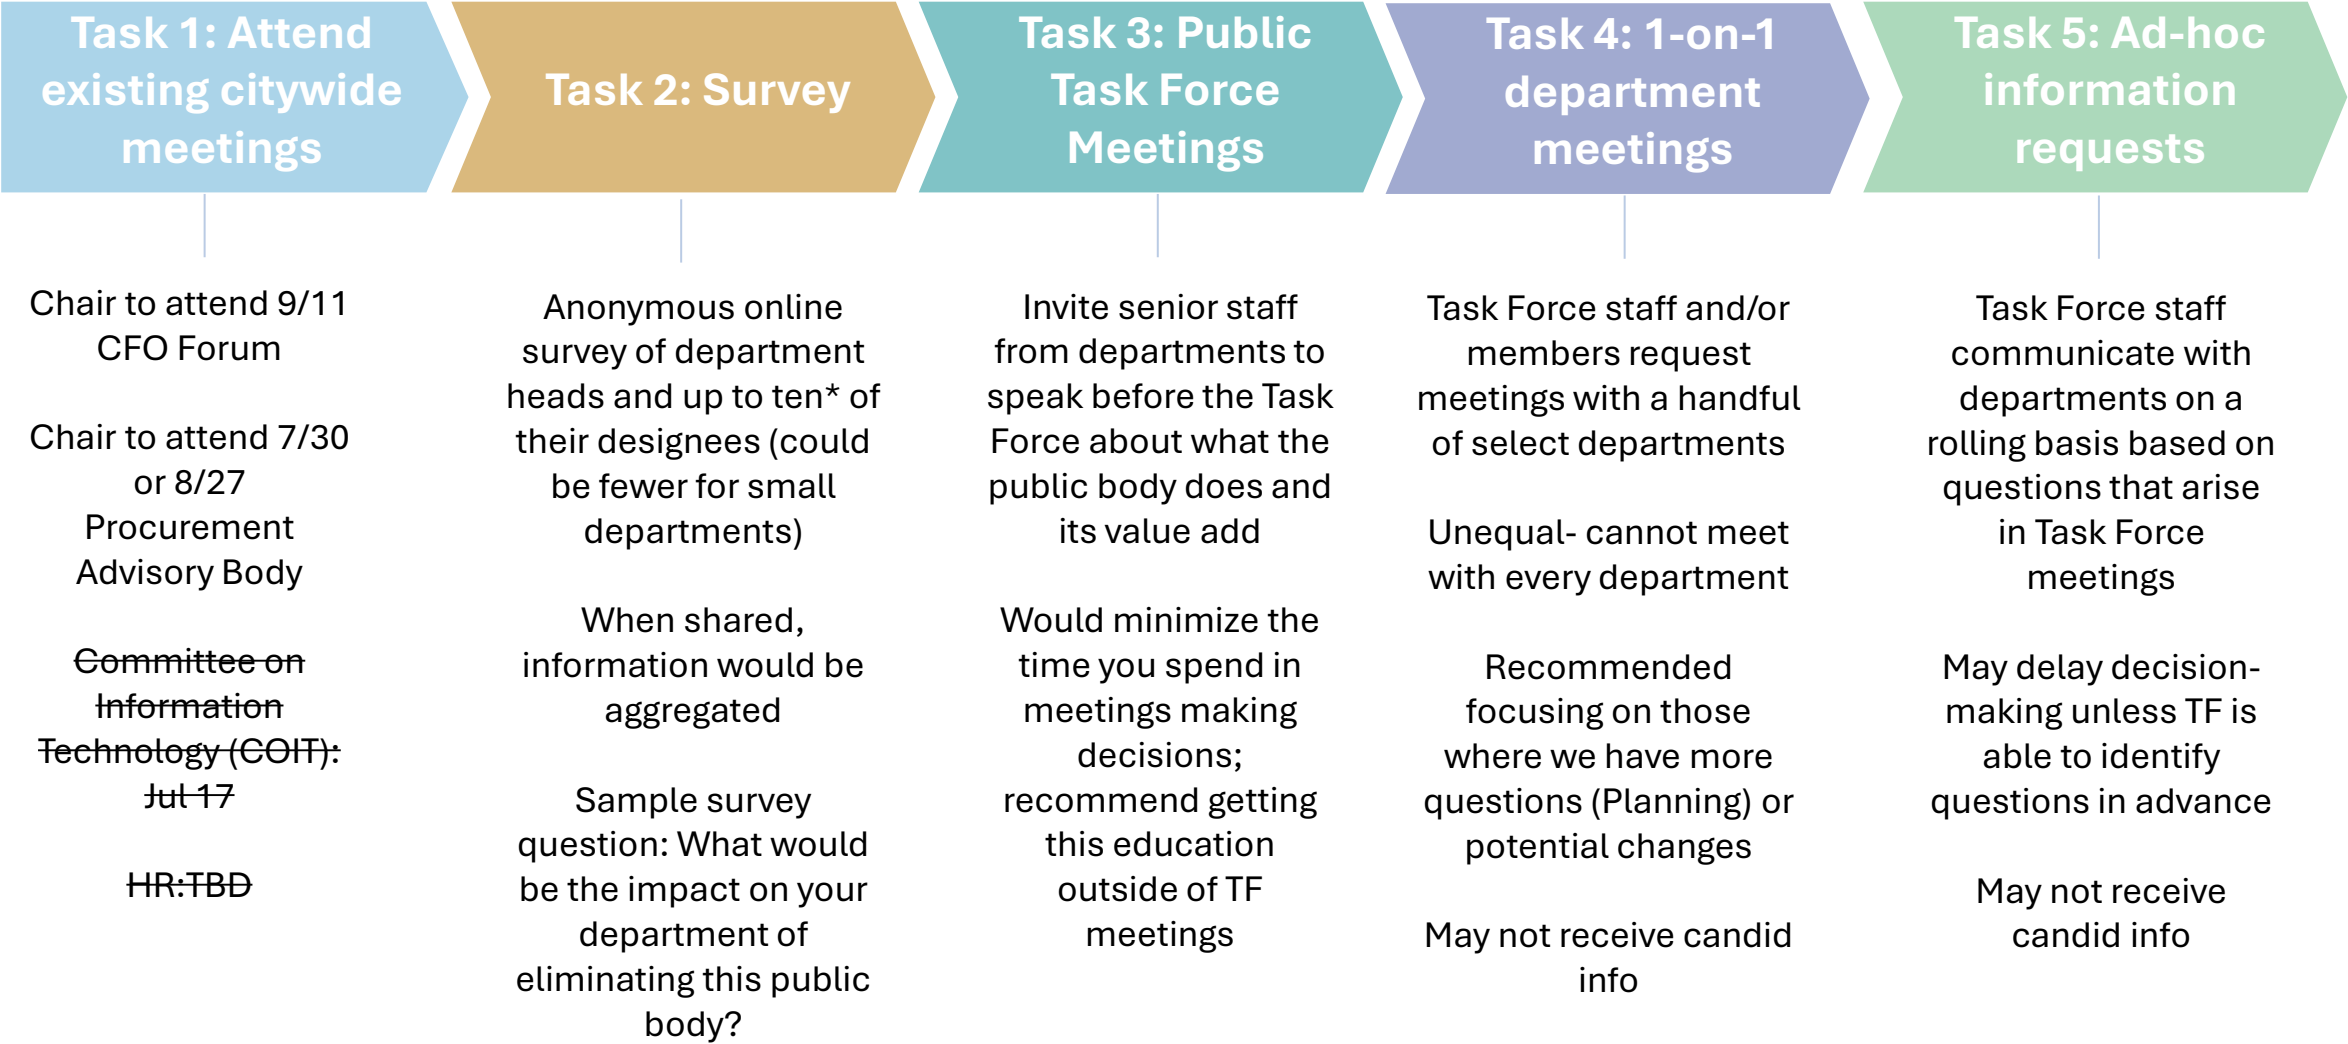 Task 1: Attend
existing citywide
meetings
Task 2: Survey
Task 3: Public
Task Force
Meetings
Task 4: 1-on-1
department
meetings
Task 5: Ad-hoc
information
requests
Chair to attend 9/11
CFO Forum
Chair to attend 7/30
or 8/27
Procurement
Advisory Body
Committee on
Information
Technology (COIT):
Jul 17
HR:TBD
Anonymous online
survey of department
heads and up to ten* of
their designees (could
be fewer for small
departments)
When shared,
information would be
aggregated
Sample survey
question: What would
be the impact on your
department of
eliminating this public
body?
Invite senior staff
from departments to
speak before the Task
Force about what the
public body does and
its value add
Would minimize the
time you spend in
meetings making
decisions;
recommend getting
this education
outside of TF
meetings
Task Force staff and/or
members request
meetings with a handful
of select departments
Unequal- cannot meet
with every department
Recommended
focusing on those
where we have more
questions (Planning) or
potential changes
May not receive candid
info
Task Force staff
communicate with
departments on a
rolling basis based on
questions that arise
in Task Force
meetings
May delay decision-
making unless TF is
able to identify
questions in advance
May not receive
candid info